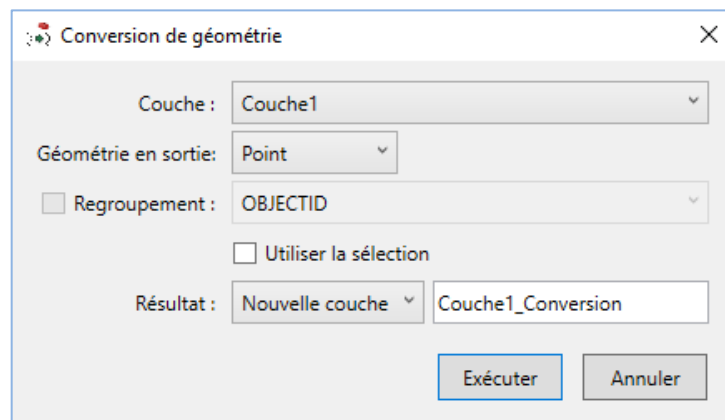 Conversion de géométrie
Couche : Couche1
Géométrie en sortie: Point
Regroupement : OBJECTID
Utiliser la sélection
Résultat : Nouvelle couche Couche1_Conversion
Exécuter Annuler